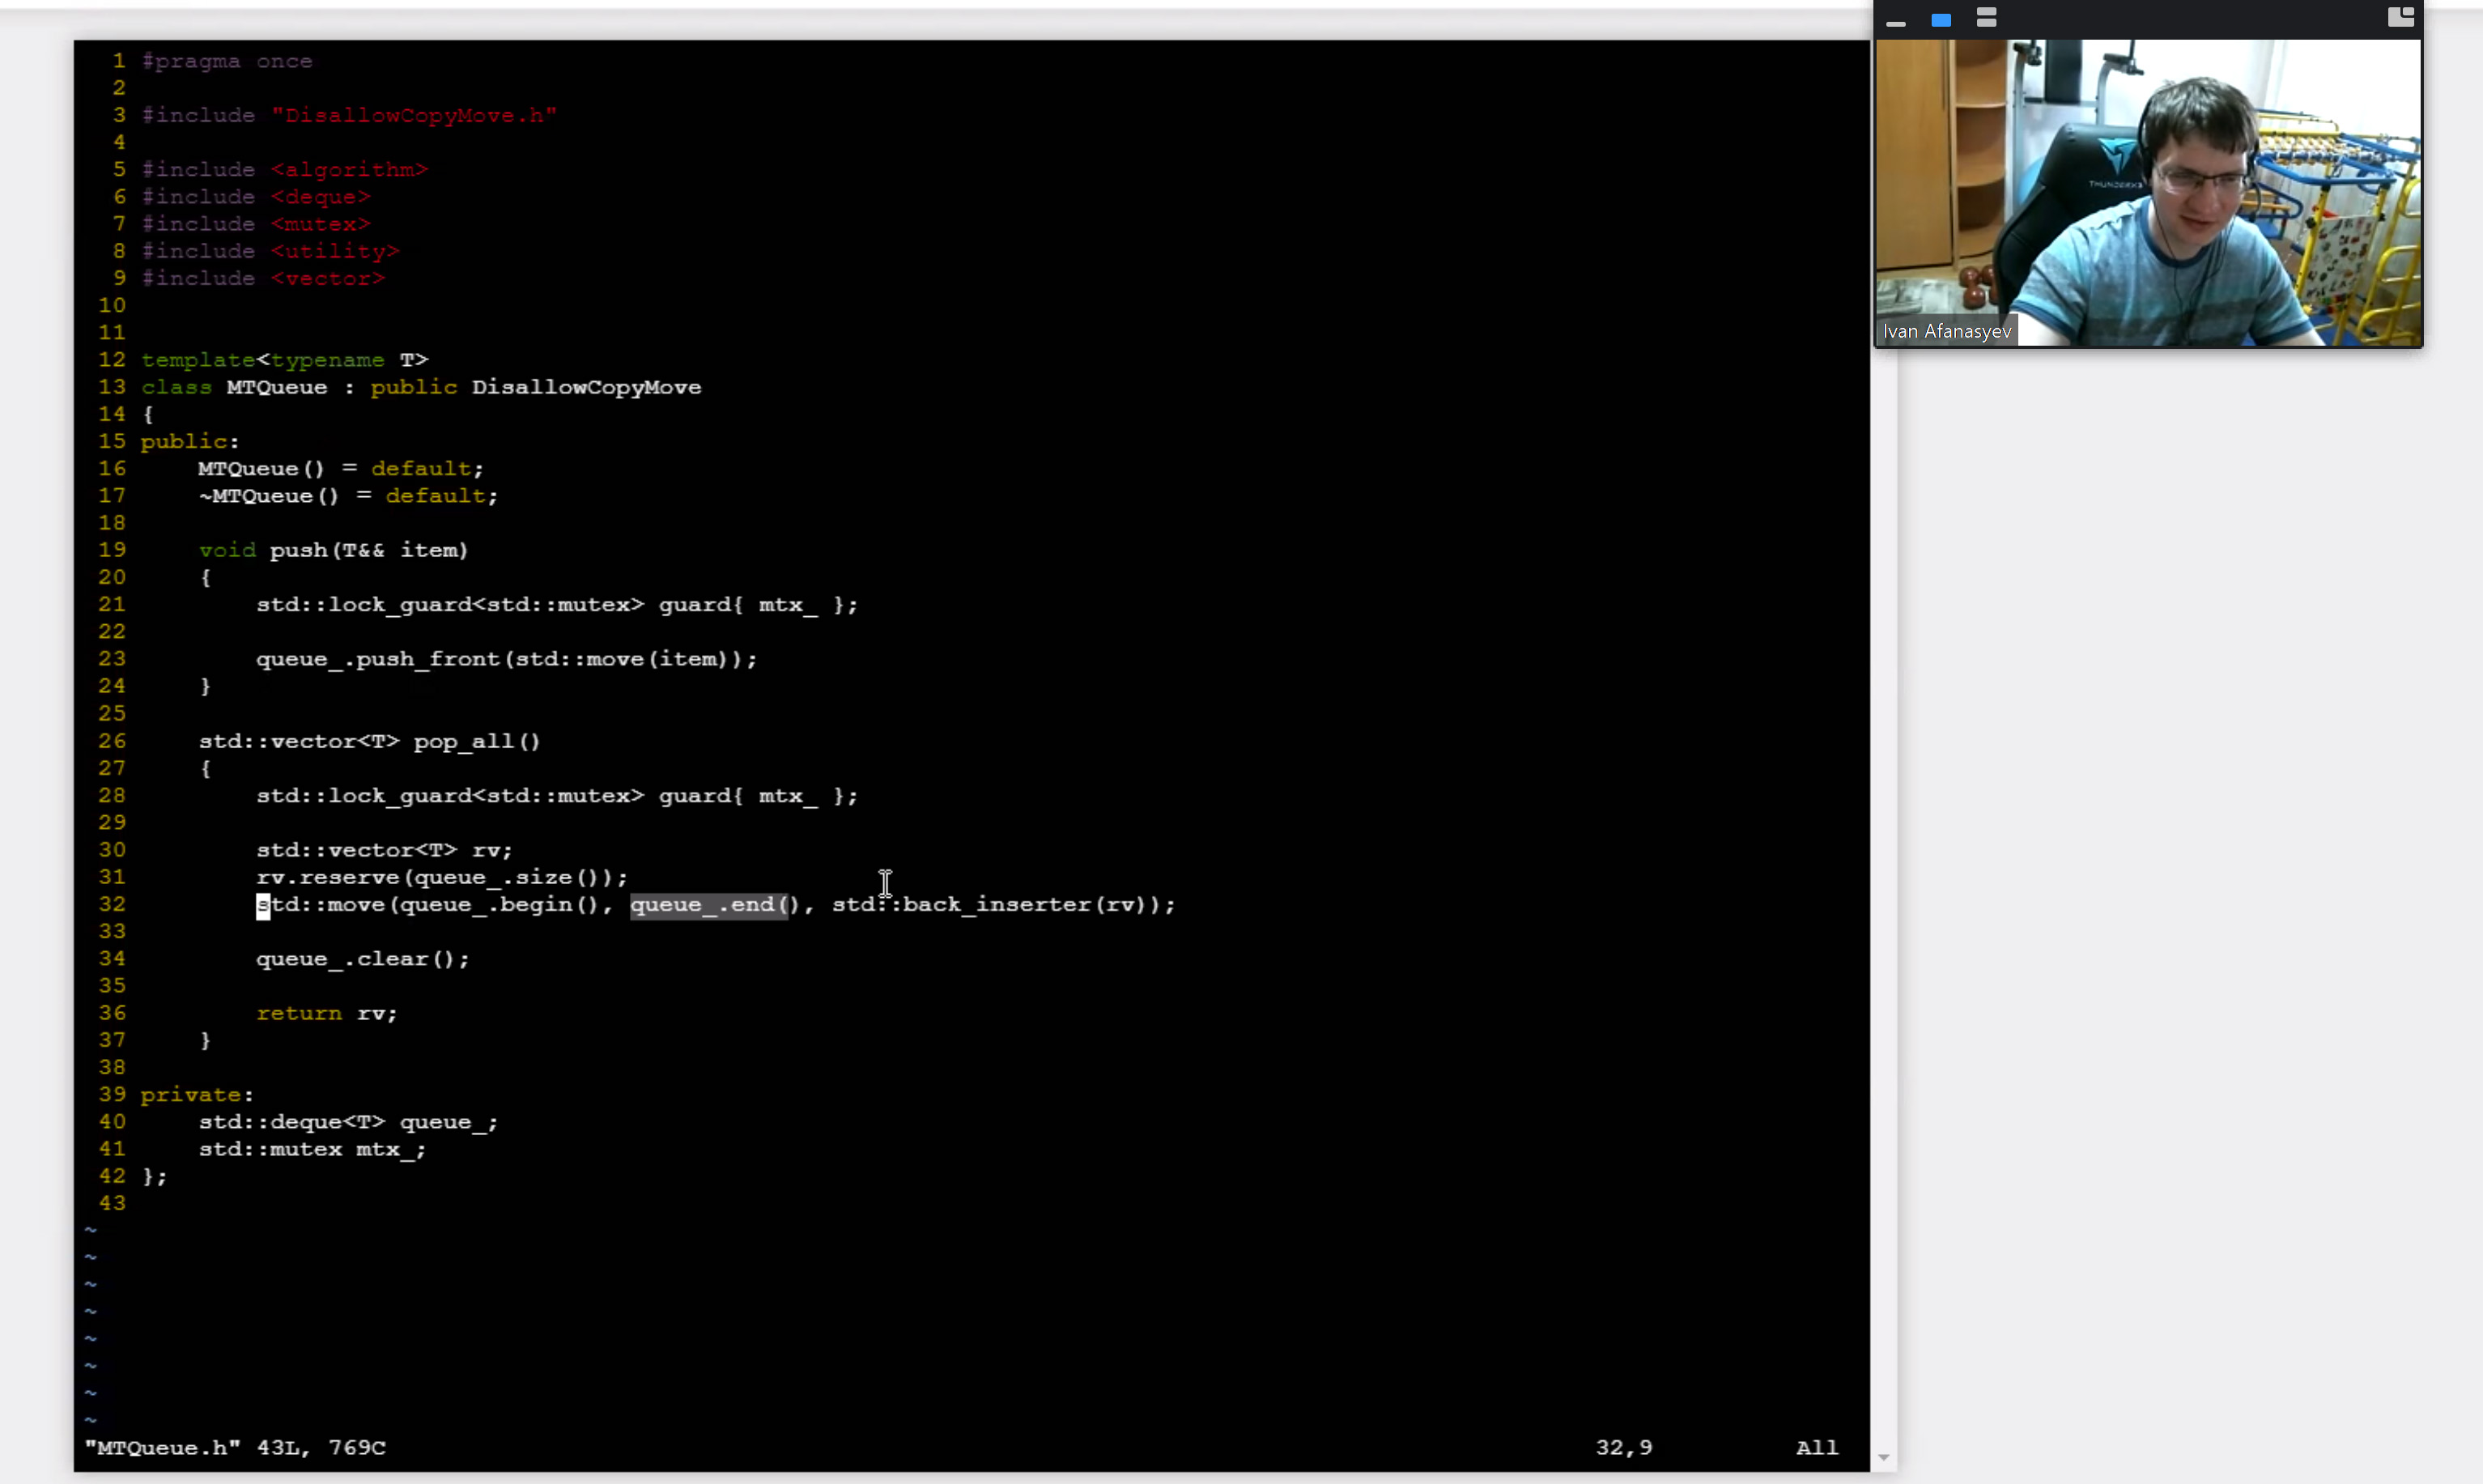 1 #pragma once
2
3 #include "DisallowCopyMove.h"
4
5 #include <algorithm>
6 #include <deque>
7 #include <mutex>
8 #include <utility>
9 #include <vector>
10
11
12 template<typename T>
13 class MTQueue : public DisallowCopyMove
14 {
15 public:
16     MTQueue() = default;
17     ~MTQueue() = default;
18
19     void push(T&& item)
20     {
21         std::lock_guard<std::mutex> guard{ mtx_ };
22
23         queue_.push_front(std::move(item));
24     }
25
26     std::vector<T> pop_all()
27     {
28         std::lock_guard<std::mutex> guard{ mtx_ };
29
30         std::vector<T> rv;
31         rv.reserve(queue_.size());
32         std::move(queue_.begin(), queue_.end(), std::back_inserter(rv));
33
34         queue_.clear();
35
36         return rv;
37     }
38
39 private:
40     std::deque<T> queue_;
41     std::mutex mtx_;
42 };
43
~
~
~
~
~
~
~
~
"MTQueue.h" 43L, 769C 32,9 All
THUNDERX3
Ivan Afanasyev